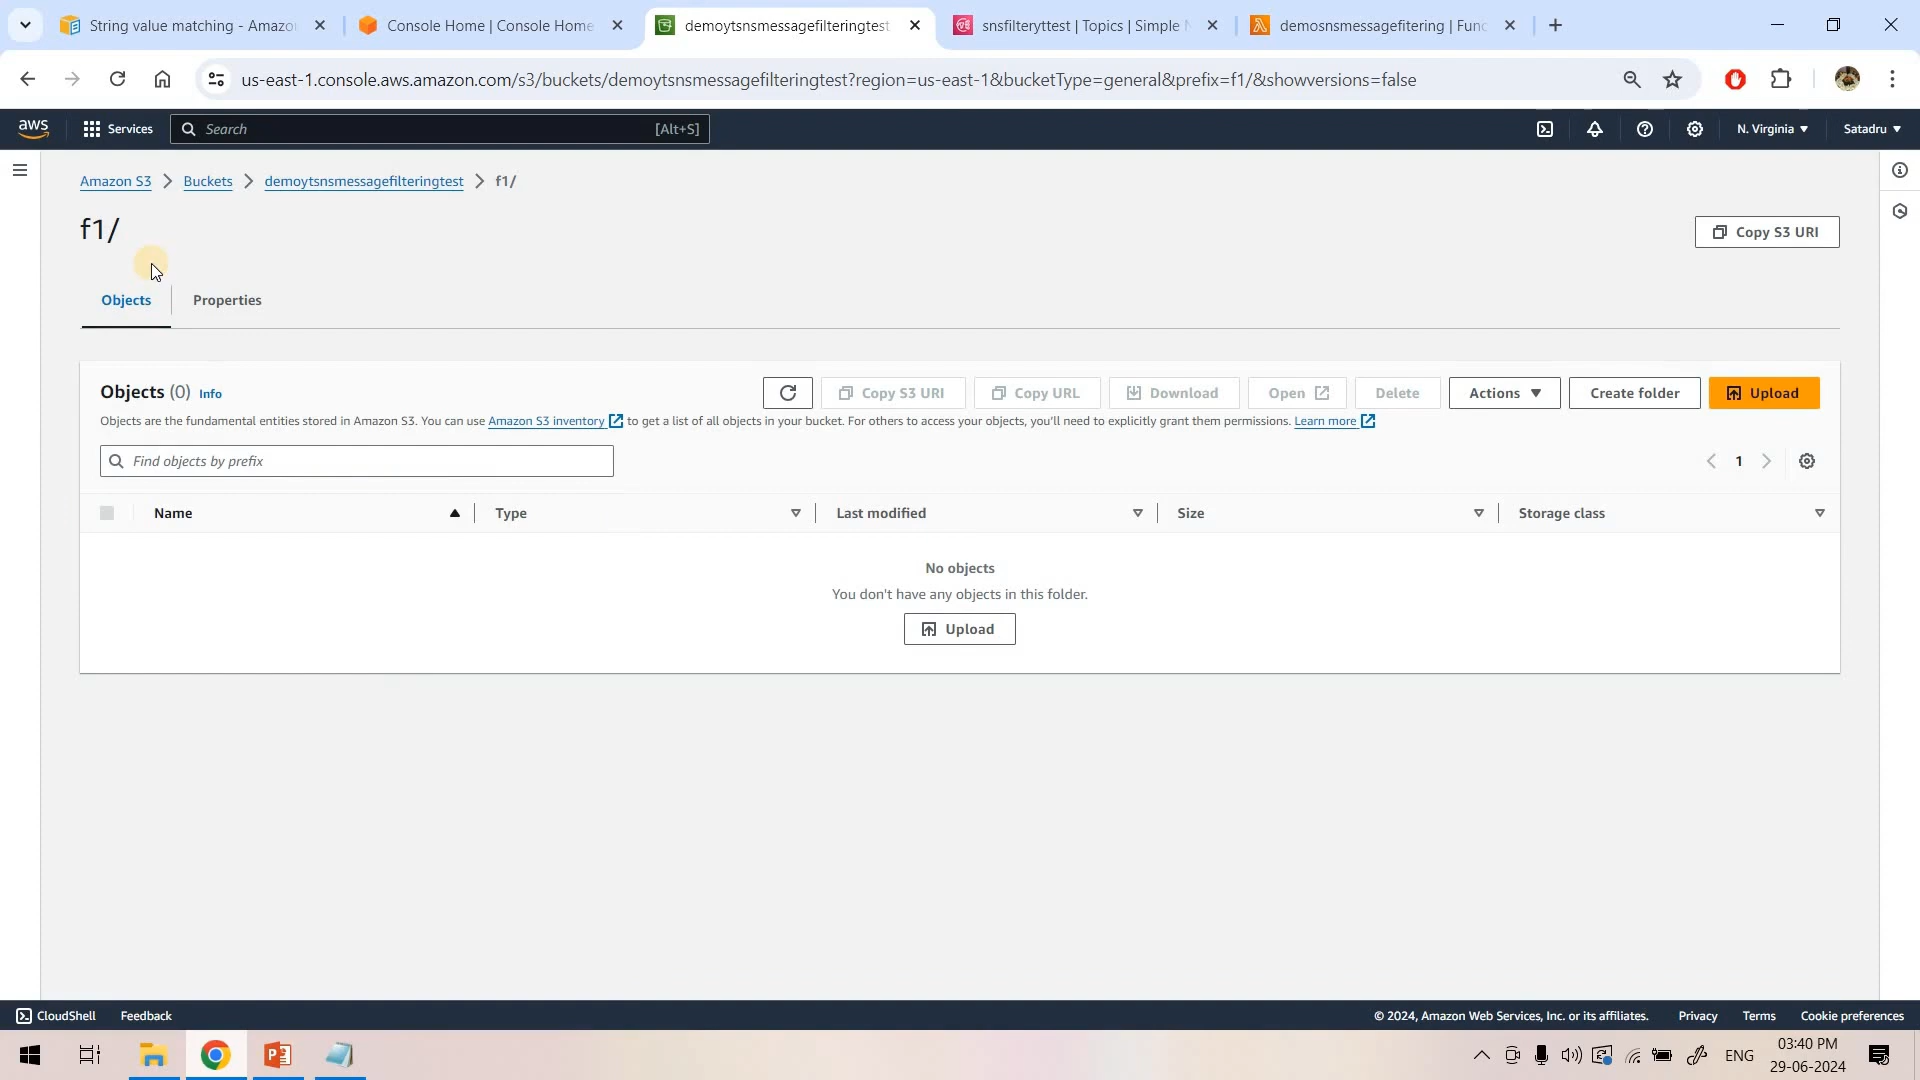 String value matching - Amazo
Console Home | Console Home
demoytsnsmessagefilteringtest
snsfilteryttest | Topics | Simple N
demosnsmessagefitering | Func
us-east-1.console.aws.amazon.com/s3/buckets/demoytsnsmessagefilteringtest?region=us-east-1&bucketType=general&prefix=f1/&showversions=false
aws
Services
Search
[Alt+S]
N. Virginia
Satadru
Amazon S3
Buckets
demoytsnsmessagefilteringtest
f1/
f1/
Copy S3 URI
Objects
Properties
Objects (0) Info
Copy S3 URI
Copy URL
Download
Open
Delete
Actions
Create folder
Upload
Objects are the fundamental entities stored in Amazon S3. You can use Amazon S3 inventory to get a list of all objects in your bucket. For others to access your objects, you'll need to explicitly grant them permissions. Learn more
Find objects by prefix
1
Name
Type
Last modified
Size
Storage class
No objects
You don't have any objects in this folder.
Upload
CloudShell
Feedback
© 2024, Amazon Web Services, Inc. or its affiliates.
Privacy
Terms
Cookie preferences
ENG
03:40 PM
29-06-2024